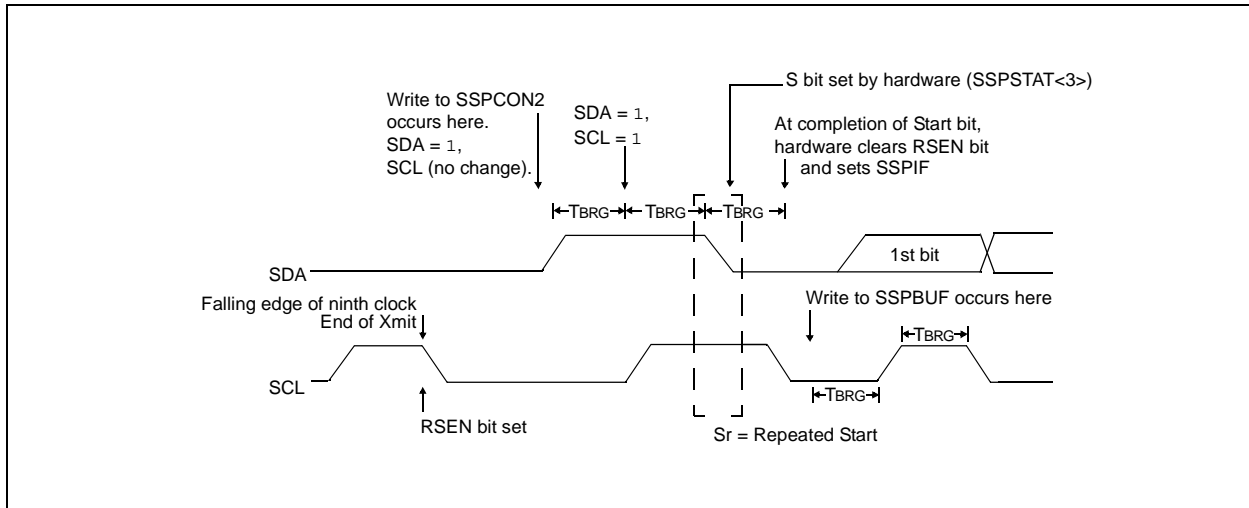 S bit set by hardware (SSPSTAT<3>)
Write to SSPCON2
occurs here.
SDA = 1,
SCL (no change).
SDA = 1,
SCL = 1
At completion of Start bit,
hardware clears RSEN bit
and sets SSPIF
TBRG TBRG TBRG
SDA
1st bit
Falling edge of ninth clock
End of Xmit
Write to SSPBUF occurs here
TBRG
SCL
TBRG
RSEN bit set
Sr = Repeated Start